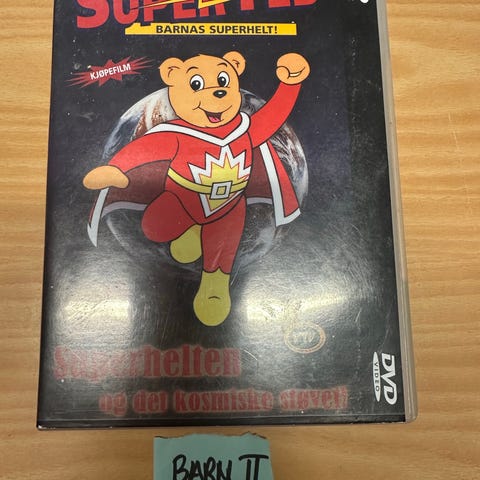 SUPERTED
BARNAS SUPERHELT!
KJØPEFILM
Superhelten
og det kosmiske støvet!
DVD
VIDEO
BARN II